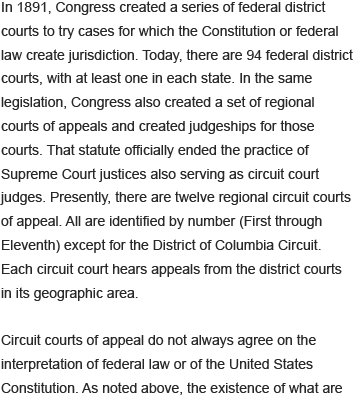 In 1891, Congress created a series of federal district
courts to try cases for which the Constitution or federal
law create jurisdiction. Today, there are 94 federal district
courts, with at least one in each state. In the same
legislation, Congress also created a set of regional
courts of appeals and created judgeships for those
courts. That statute officially ended the practice of
Supreme Court justices also serving as circuit court
judges. Presently, there are twelve regional circuit courts
of appeal. All are identified by number (First through
Eleventh) except for the District of Columbia Circuit.
Each circuit court hears appeals from the district courts
in its geographic area.

Circuit courts of appeal do not always agree on the
interpretation of federal law or of the United States
Constitution. As noted above, the existence of what are